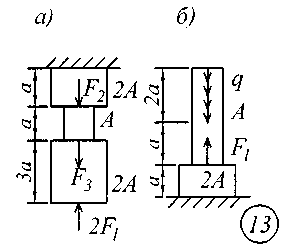 а) б)
a F₂ 2A
a A
3a F₃ 2A
2F₁
2a q
A
a F₁
a 2A
13